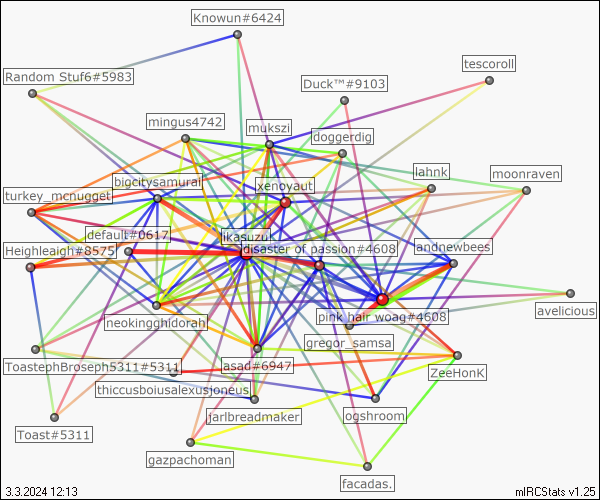 Knowun#6424
tescoroll
Random Stuf6#5983
Duck™#9103
mingus4742
mukszi
doggerdig
lahnk
moonraven
bigcitysamurai
xenoyaut
turkey_mcnugget
default#0617
likasuzuk
Heighleaigh#8575
disaster of passion#4608
andnewbees
avelicious
neokingghidorah
pink hair woag#4608
gregor_samsa
ToastephBroseph5311#5311
asad#6947
ZeeHonK
thiccusboiusalexusjoneus
jarlbreadmaker
ogshroom
Toast#5311
gazpachoman
facadas.
3.3.2024 12:13
mIRCStats v1.25